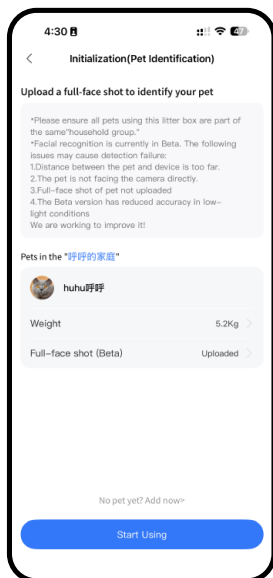 4:30
47
Initialization(Pet Identification)
Upload a full-face shot to identify your pet
*Please ensure all pets using this litter box are part of
the same"household group."
*Facial recognition is currently in Beta. The following
issues may cause detection failure:
1.Distance between the pet and device is too far.
2.The pet is not facing the camera directly.
3.Full-face shot of pet not uploaded
4.The Beta version has reduced accuracy in low-
light conditions
We are working to improve it!
Pets in the "呼呼的家庭"
huhu呼呼
Weight 5.2Kg
Full-face shot (Beta) Uploaded
No pet yet? Add now>
Start Using